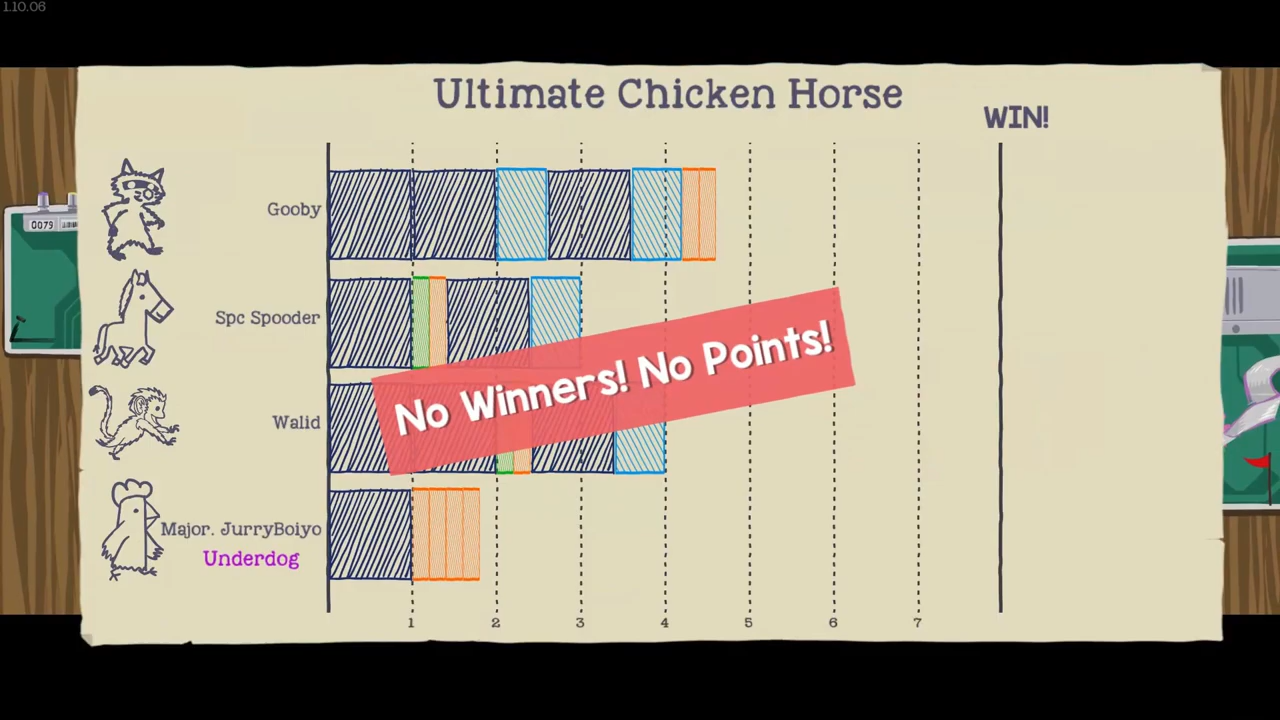 1.10.06
Ultimate Chicken Horse
WIN!
0079
Gooby
Spc Spooder
No Winners! No Points!
Walid
Major. JurryBoiyo
Underdog
1 2 3 4 5 6 7